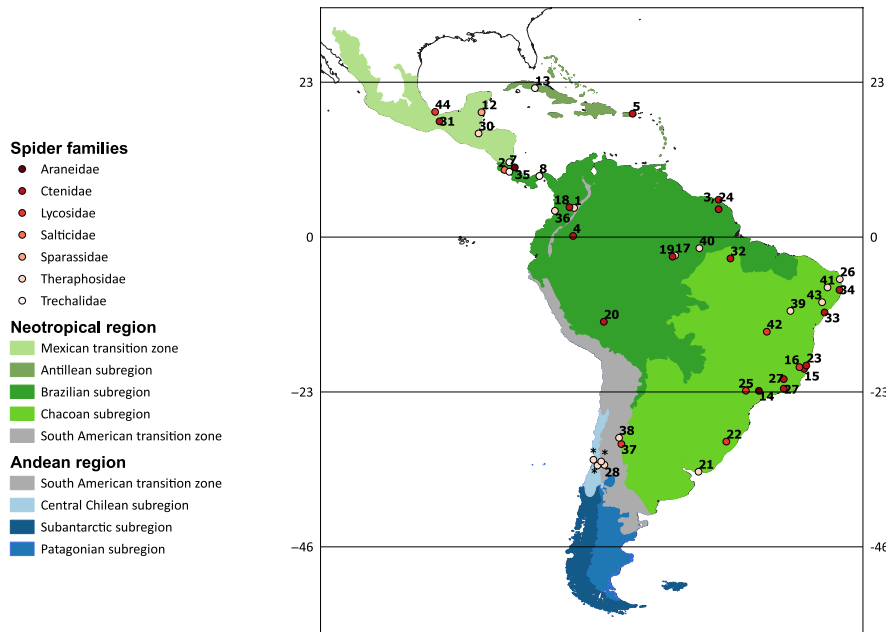 Spider families
Araneidae
Ctenidae
Lycosidae
Salticidae
Sparassidae
Theraphosidae
Trechalidae
Neotropical region
Mexican transition zone
Antillean subregion
Brazilian subregion
Chacoan subregion
South American transition zone
Andean region
South American transition zone
Central Chilean subregion
Subantarctic subregion
Patagonian subregion
23
23
0
0
−23
−23
−46
−46
13
44
12
5
31
30
2
7
35
8
18
1
36
4
3, 24
19
17
40
32
26
41
34
43
39
33
20
42
16
23
15
27
27
25
14
38
37
22
21
*
*
*
28